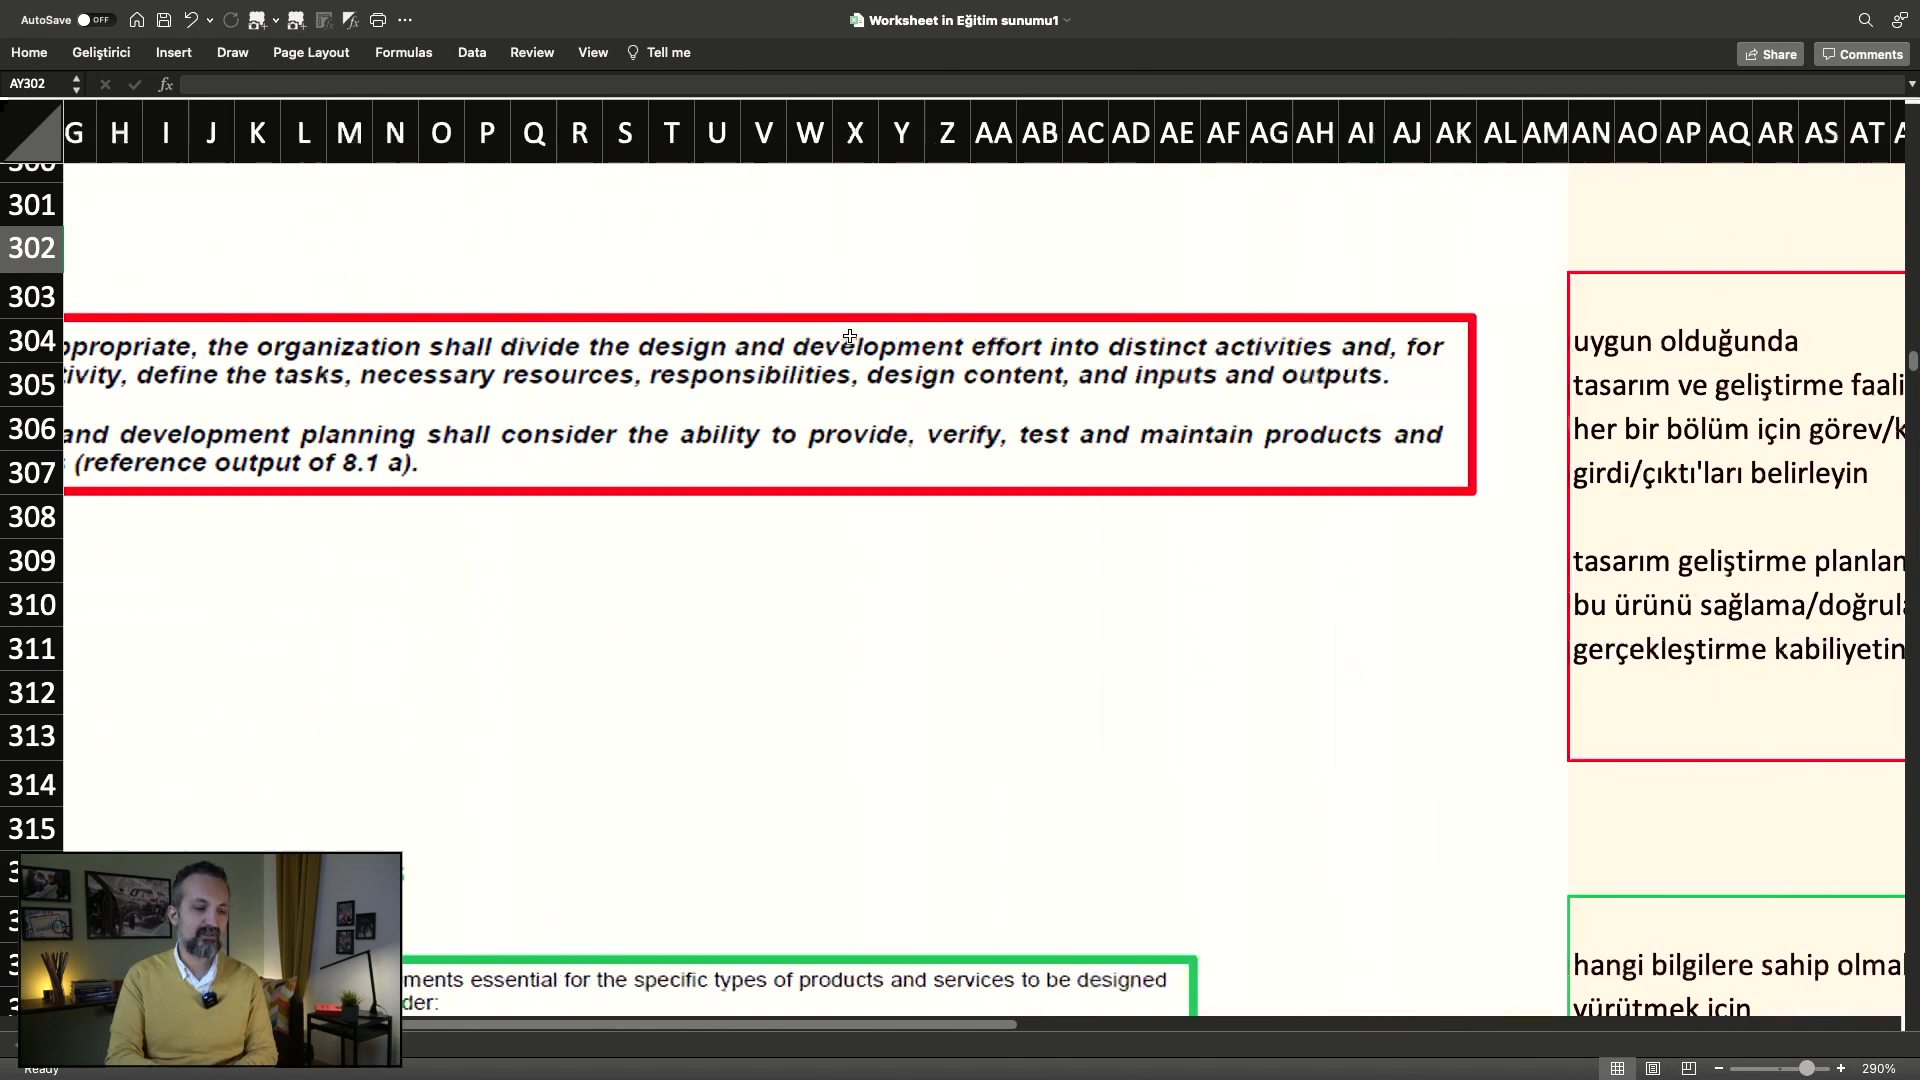 AutoSave OFF
Worksheet in Eğitim sunumu1
Home Geliştirici Insert Draw Page Layout Formulas Data Review View Tell me
Share Comments
AY302
fx
G H I J K L M N O P Q R S T U V W X Y Z AA AB AC AD AE AF AG AH AI AJ AK AL AM AN AO AP AQ AR AS AT
300
301
302
303
304
305
306
307
308
309
310
311
312
313
314
315
ppropriate, the organization shall divide the design and development effort into distinct activities and, for
tivity, define the tasks, necessary resources, responsibilities, design content, and inputs and outputs.
and development planning shall consider the ability to provide, verify, test and maintain products and
(reference output of 8.1 a).
uygun olduğunda
tasarım ve geliştirme faali
her bir bölüm için görev/k
girdi/çıktı'ları belirleyin
tasarım geliştirme planlan
bu ürünü sağlama/doğrula
gerçekleştirme kabiliyetin
ments essential for the specific types of products and services to be designed
der:
hangi bilgilere sahip olmal
yürütmek için
Ready
290%